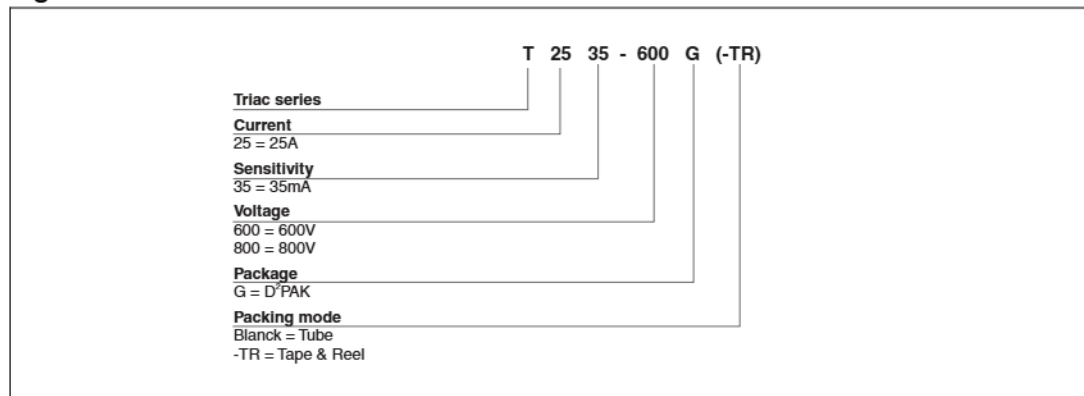 T 25 35 - 600 G (-TR)
Triac series
Current
25 = 25A
Sensitivity
35 = 35mA
Voltage
600 = 600V
800 = 800V
Package
G = D²PAK
Packing mode
Blanck = Tube
-TR = Tape & Reel